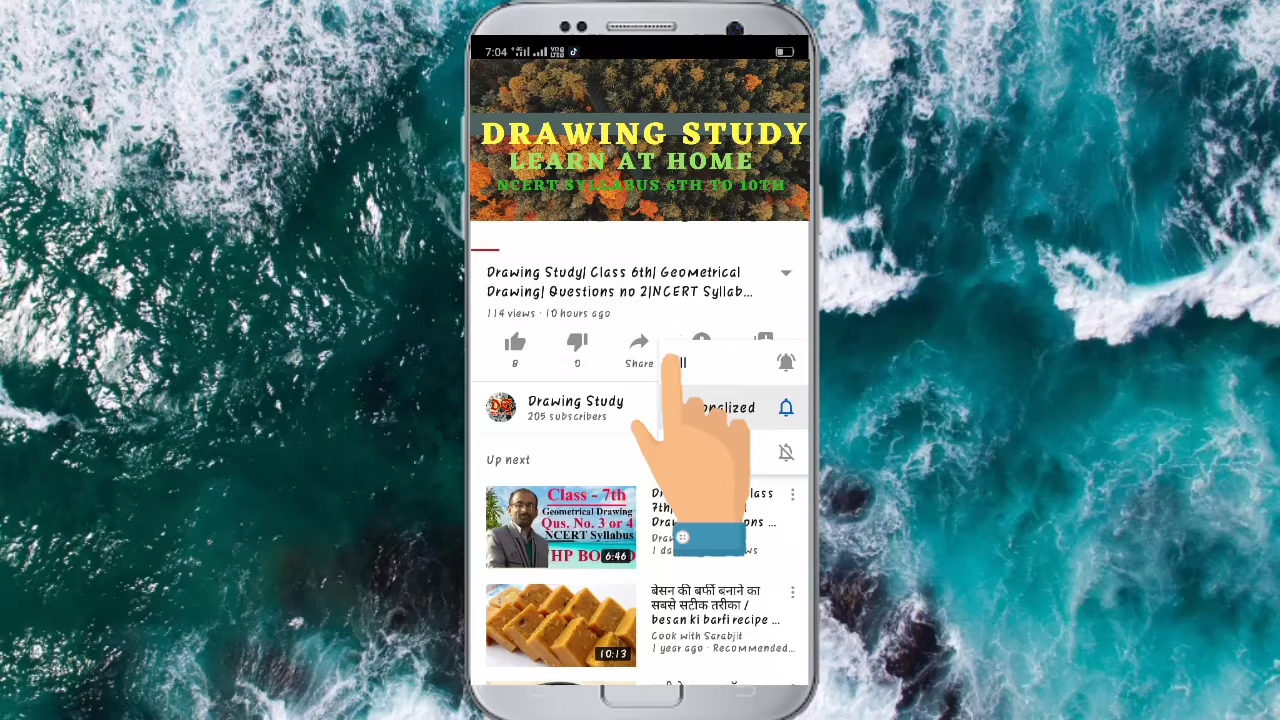 7:04
DRAWING STUDY
LEARN AT HOME
NCERT SYLLABUS 6TH TO 10TH
Drawing Study| Class 6th| Geometrical
Drawing| Questions no 2|NCERT Syllab...
114 views · 10 hours ago
8
0
Share
Drawing Study
205 subscribers
Up next
Class - 7th
Geometrical Drawing
Qus. No. 3 or 4
NCERT Syllabus
HP BO
6:46
बेसन की बर्फी बनाने का
सबसे सटीक तरीका /
besan ki barfi recipe ...
Cook with Sarabjit
1 year ago · Recommended...
10:13